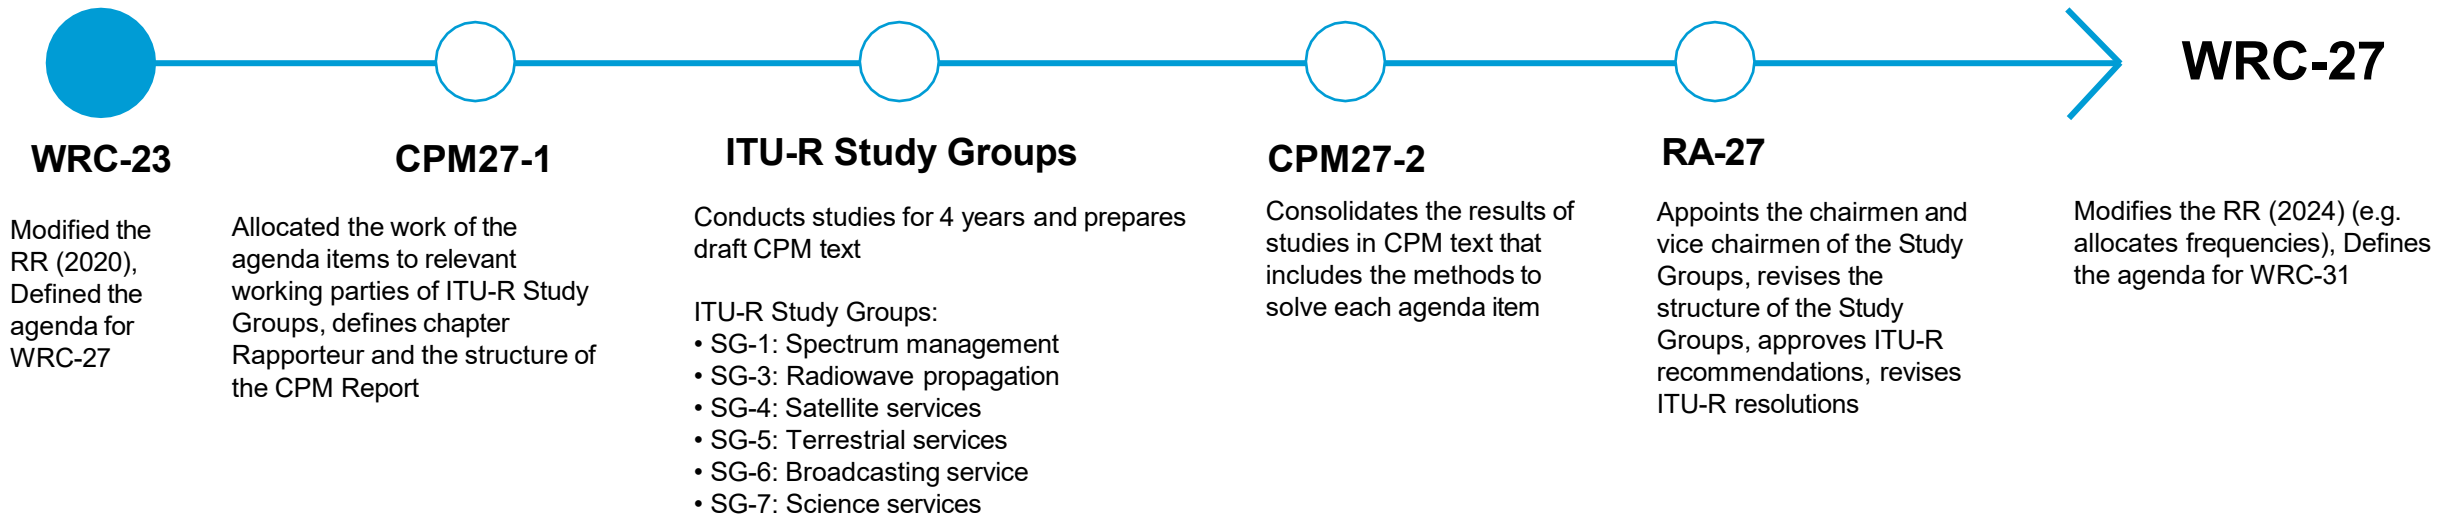 WRC-23
Modified the
RR (2020),
Defined the
agenda for
WRC-27
CPM27-1
Allocated the work of the
agenda items to relevant
working parties of ITU-R Study
Groups, defines chapter
Rapporteur and the structure of
the CPM Report
ITU-R Study Groups
Conducts studies for 4 years and prepares
draft CPM text
ITU-R Study Groups:
• SG-1: Spectrum management
• SG-3: Radiowave propagation
• SG-4: Satellite services
• SG-5: Terrestrial services
• SG-6: Broadcasting service
• SG-7: Science services
CPM27-2
Consolidates the results of
studies in CPM text that
includes the methods to
solve each agenda item
RA-27
Appoints the chairmen and
vice chairmen of the Study
Groups, revises the
structure of the Study
Groups, approves ITU-R
recommendations, revises
ITU-R resolutions
WRC-27
Modifies the RR (2024) (e.g.
allocates frequencies), Defines
the agenda for WRC-31